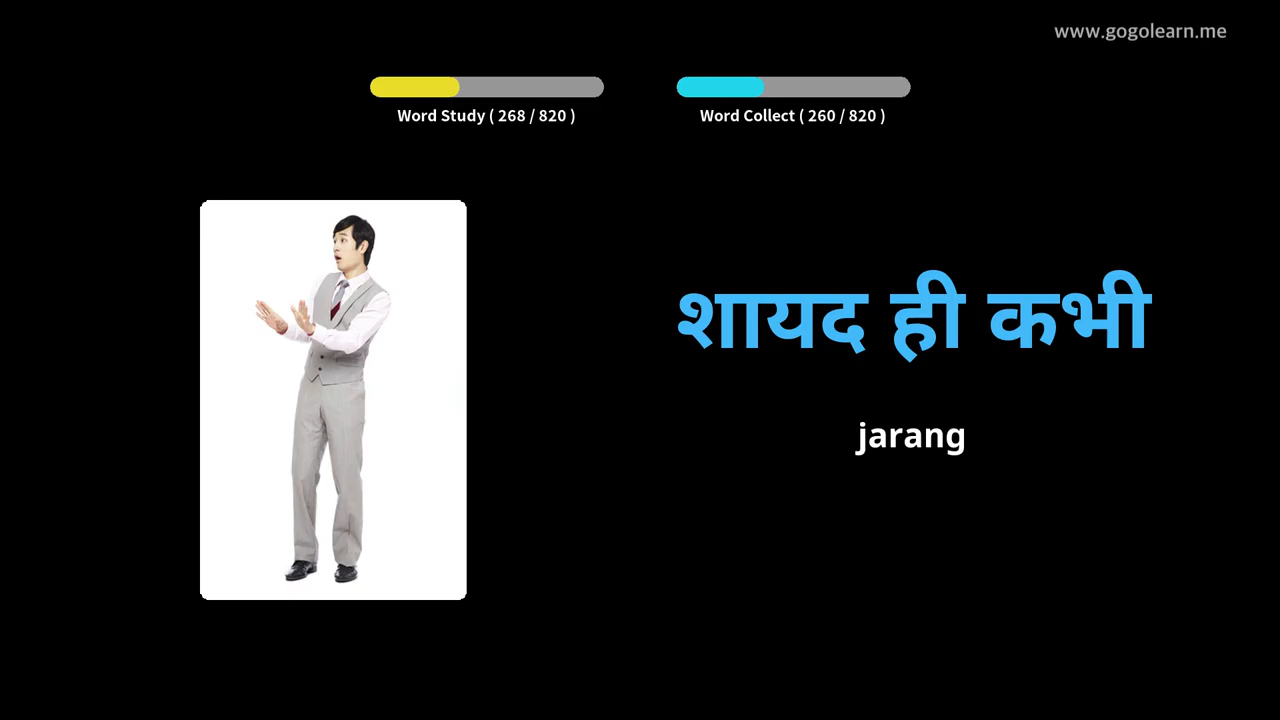 www.gogolearn.me
Word Study ( 268 / 820 )
Word Collect ( 260 / 820 )
शायद ही कभी
jarang